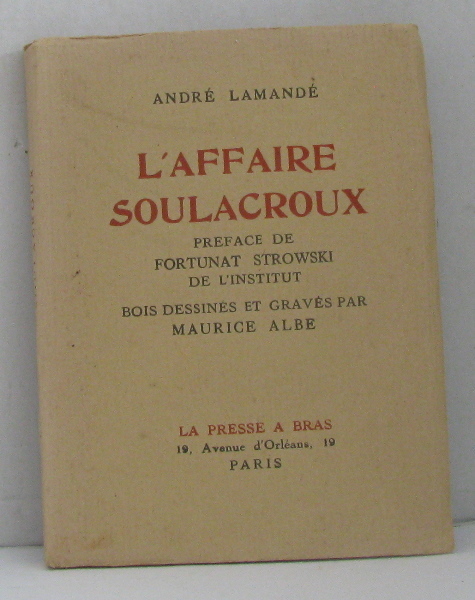 ANDRÉ LAMANDÉ
L'AFFAIRE
SOULACROUX
PREFACE DE
FORTUNAT STROWSKI
DE L'INSTITUT
BOIS DESSINÉS ET GRAVÉS PAR
MAURICE ALBE
LA PRESSE A BRAS
19, Avenue d'Orléans, 19
PARIS